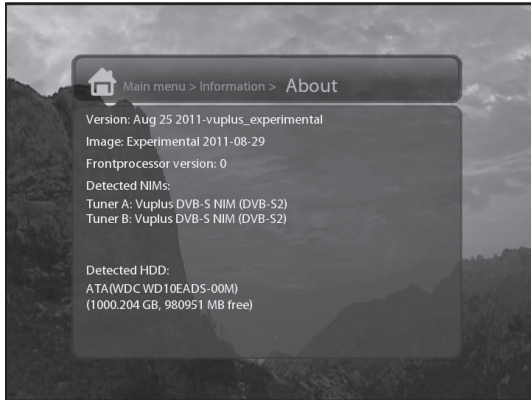 Main menu > Information > About
Version: Aug 25 2011-vuplus_experimental
Image: Experimental 2011-08-29
Frontprocessor version: 0
Detected NIMs:
Tuner A: Vuplus DVB-S NIM (DVB-S2)
Tuner B: Vuplus DVB-S NIM (DVB-S2)
Detected HDD:
ATA(WDC WD10EADS-00M)
(1000.204 GB, 980951 MB free)